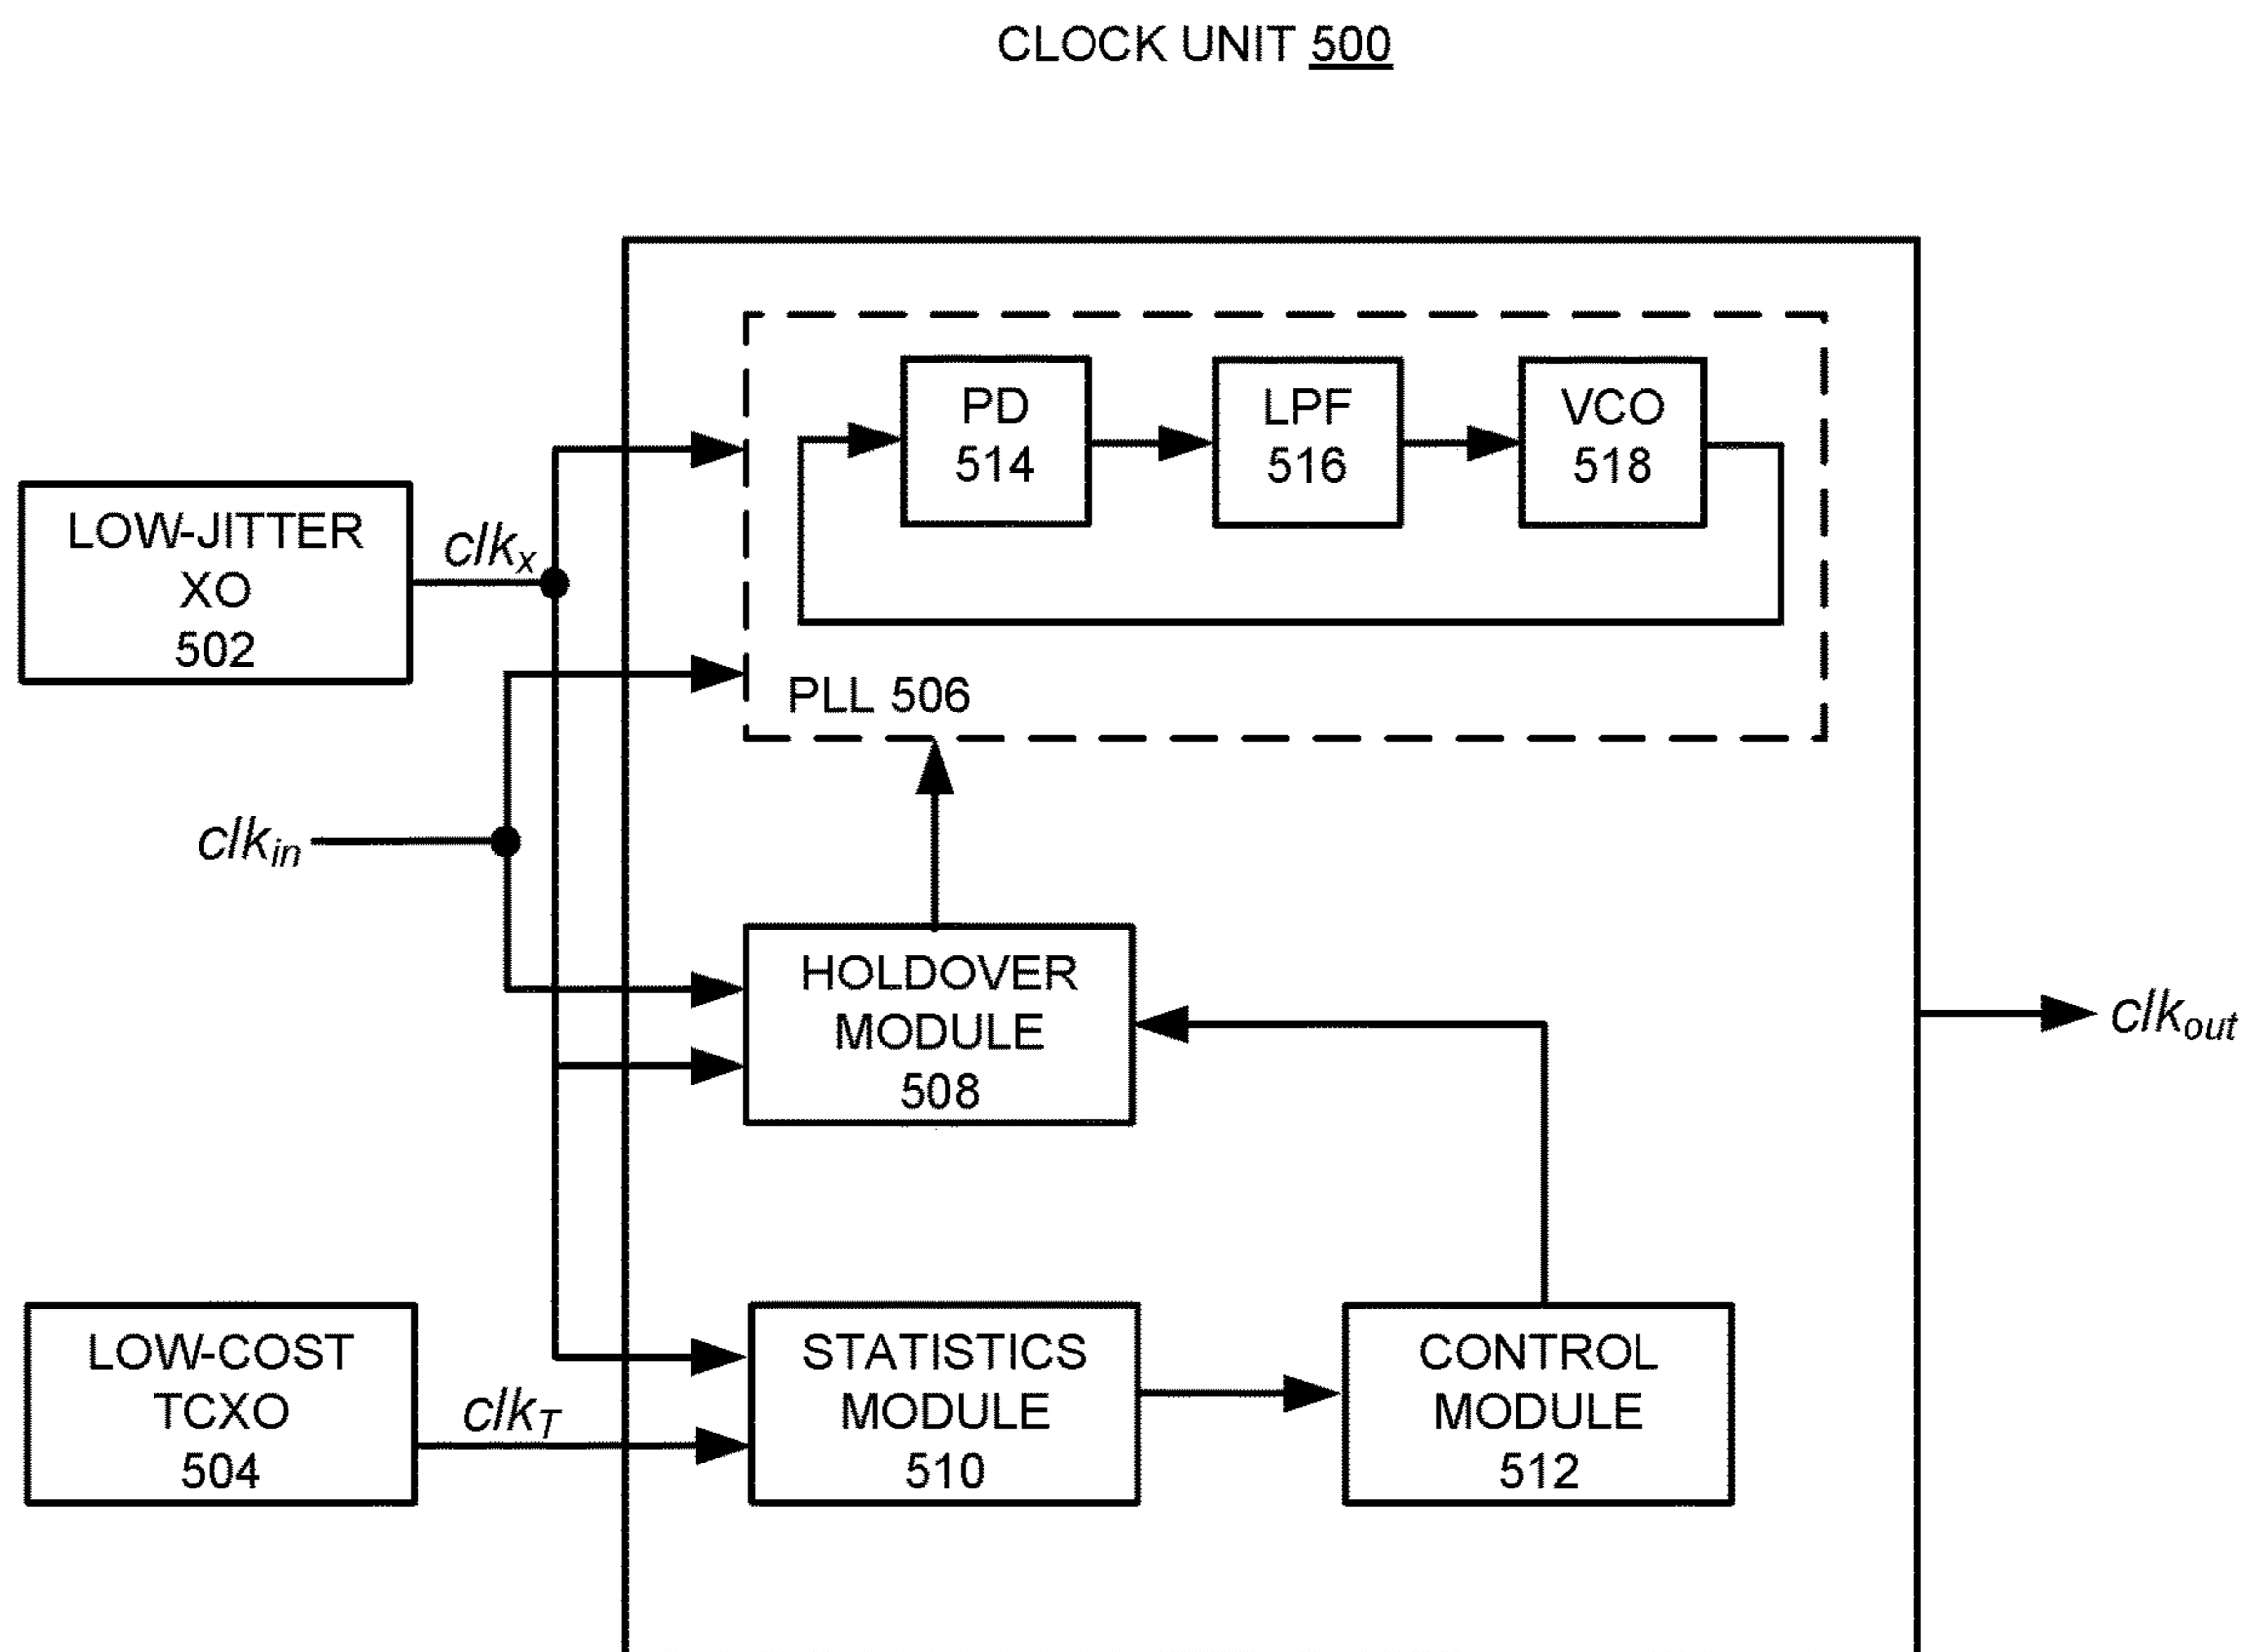 CLOCK UNIT 500
PD
514
LPF
516
VCO
518
LOW-JITTER
XO
502
clkx
PLL 506
clkin
HOLDOVER
MODULE
508
clkout
LOW-COST
TCXO
504
clkT
STATISTICS
MODULE
510
CONTROL
MODULE
512